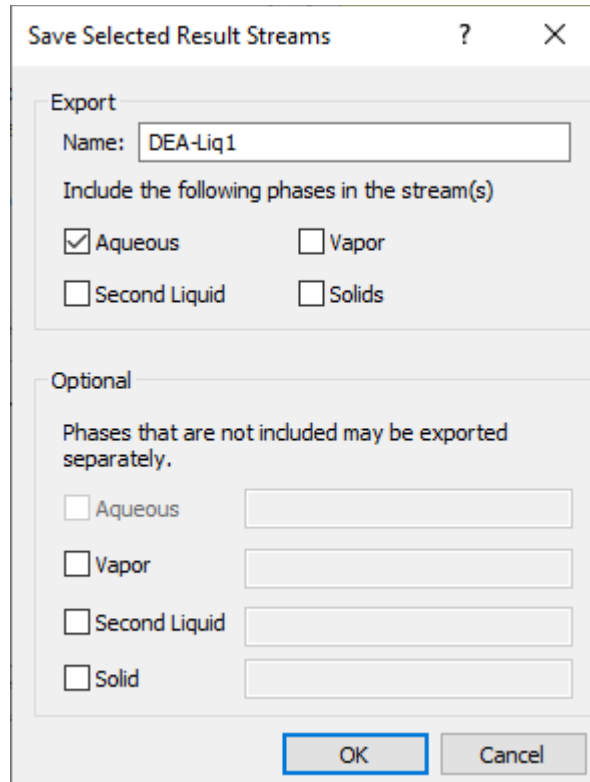 Save Selected Result Streams ?
Export
Name: DEA-Liq1
Include the following phases in the stream(s)
Aqueous Vapor
Second Liquid Solids
Optional
Phases that are not included may be exported
separately.
Aqueous
Vapor
Second Liquid
Solid
OK Cancel